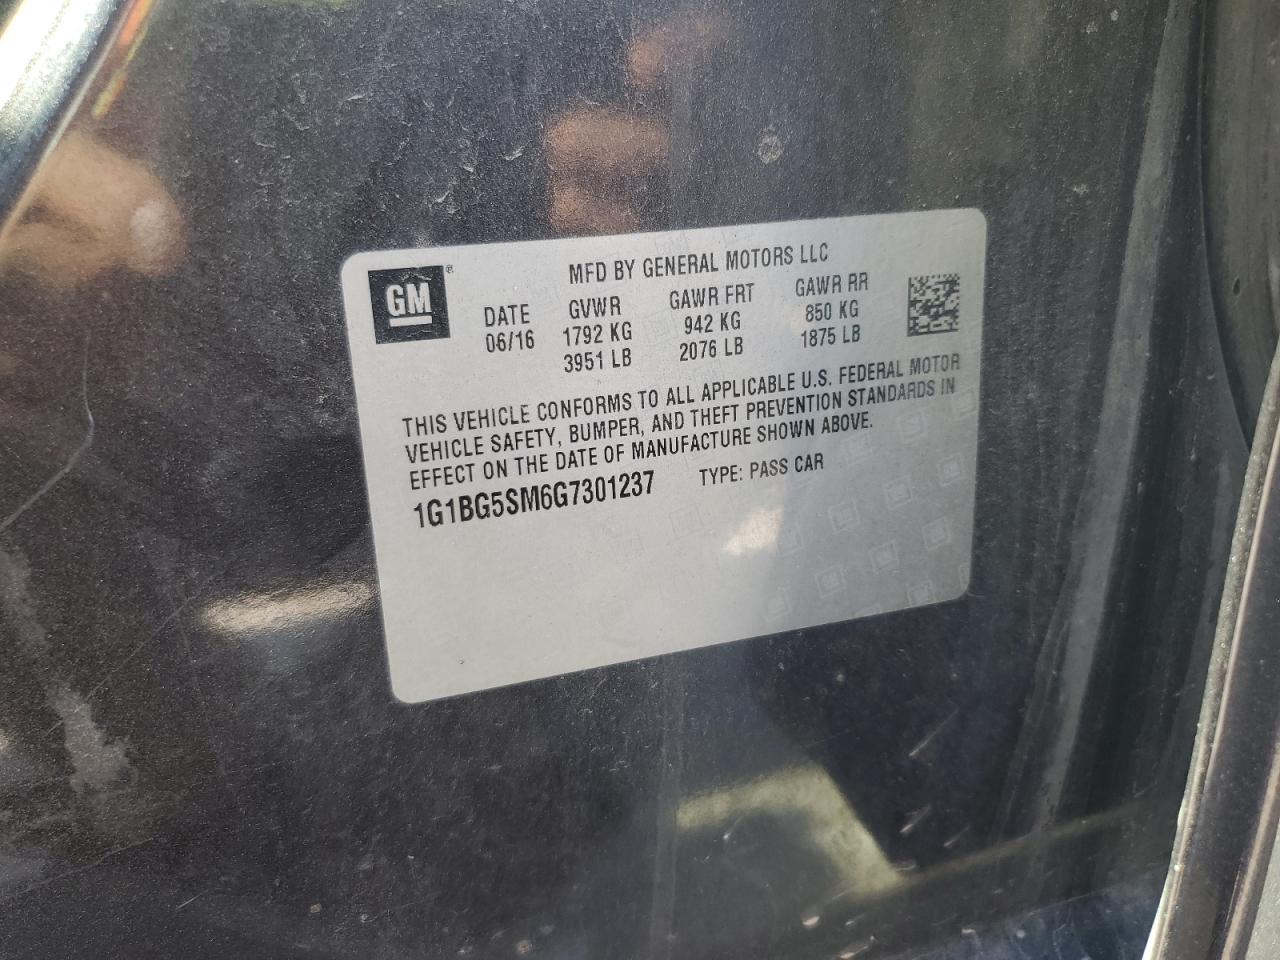 GM®
MFD BY GENERAL MOTORS LLC
DATE GVWR GAWR FRT GAWR RR
06/16 1792 KG 942 KG 850 KG
3951 LB 2076 LB 1875 LB
THIS VEHICLE CONFORMS TO ALL APPLICABLE U.S. FEDERAL MOTOR
VEHICLE SAFETY, BUMPER, AND THEFT PREVENTION STANDARDS IN
EFFECT ON THE DATE OF MANUFACTURE SHOWN ABOVE.
1G1BG5SM6G7301237 TYPE: PASS CAR